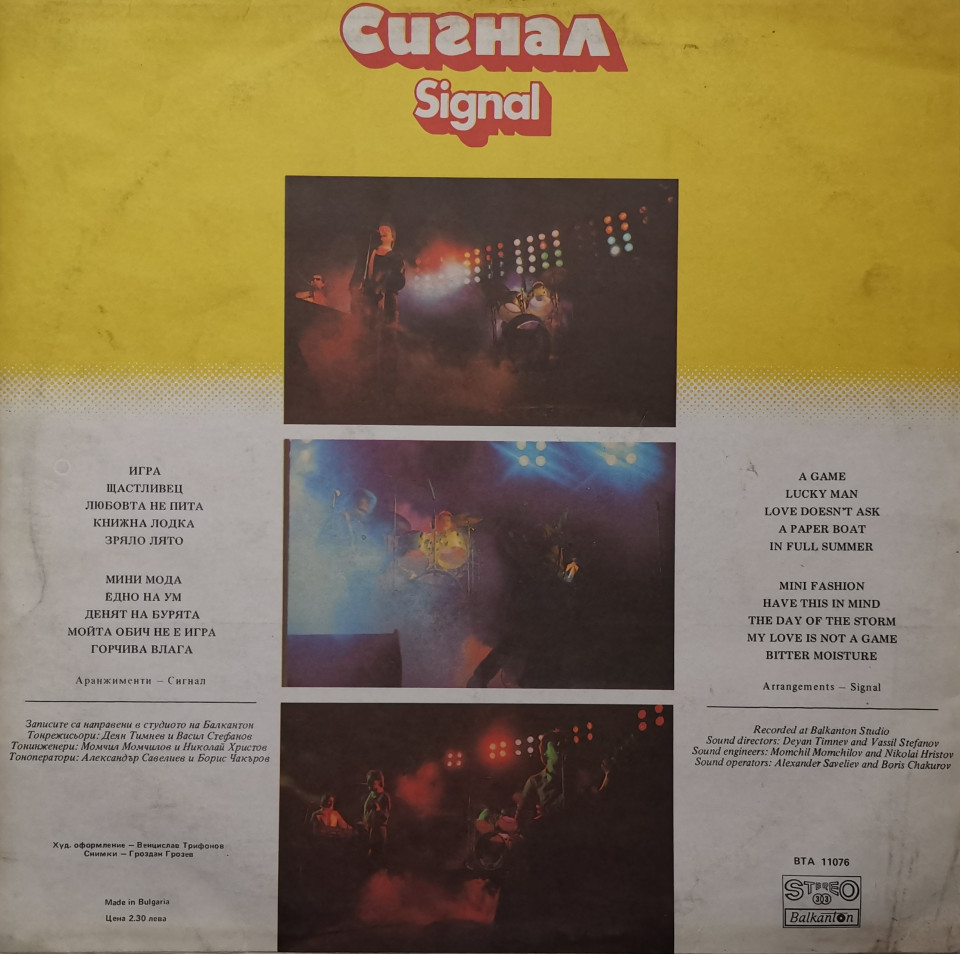 Сигнал
Signal
ИГРА
ЩАСТЛИВЕЦ
ЛЮБОВТА НЕ ПИТА
КНИЖНА ЛОДКА
ЗРЯЛО ЛЯТО
МИНИ МОДА
ЕДНО НА УМ
ДЕНЯТ НА БУРЯТА
МОЙТА ОБИЧ НЕ Е ИГРА
ГОРЧИВА ВЛАГА
Аранжименти – Сигнал
Записите са направени в студиото на Балкантон
Тонрежисьори: Деян Тимнев и Васил Стефанов
Тонинженери: Момчил Момчилов и Николай Христов
Тоноператори: Александър Савелиев и Борис Чакъров
Худ. оформление – Венцислав Трифонов
Снимки – Гроздан Грозев
Made in Bulgaria
Цена 2.30 лева
A GAME
LUCKY MAN
LOVE DOESN'T ASK
A PAPER BOAT
IN FULL SUMMER
MINI FASHION
HAVE THIS IN MIND
THE DAY OF THE STORM
MY LOVE IS NOT A GAME
BITTER MOISTURE
Arrangements – Signal
Recorded at Balkanton Studio
Sound directors: Deyan Timnev and Vassil Stefanov
Sound engineers: Momchil Momchilov and Nikolai Hristov
Sound operators: Alexander Saveliev and Boris Chakurov
BTA 11076
STEREO
33
Balkanton